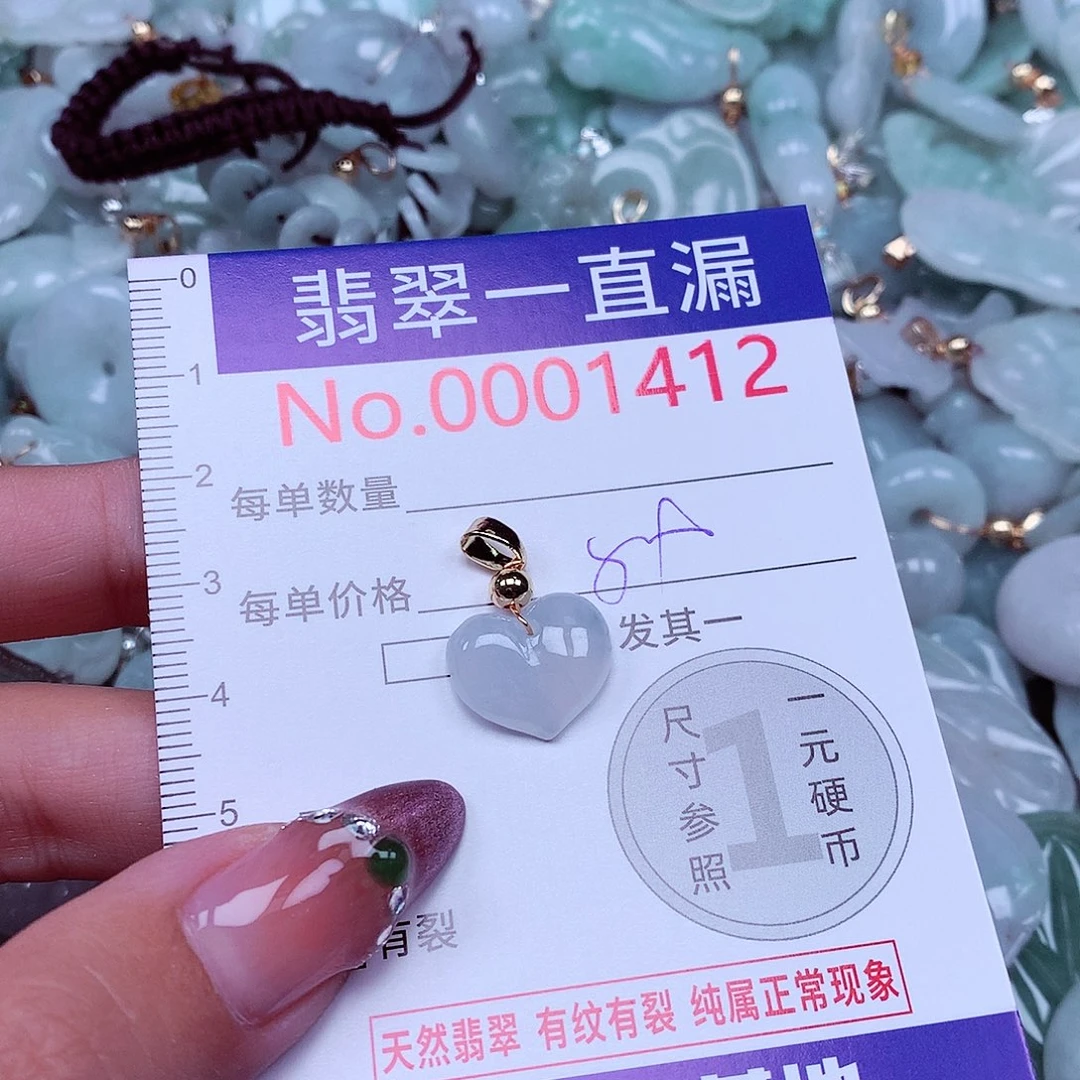 翡翠一直漏
No.0001412
0
1
2
3
4
5
每单数量
每单价格
发其一
尺寸参照
1
一元硬币
有裂
天然翡翠 有纹有裂 纯属正常现象